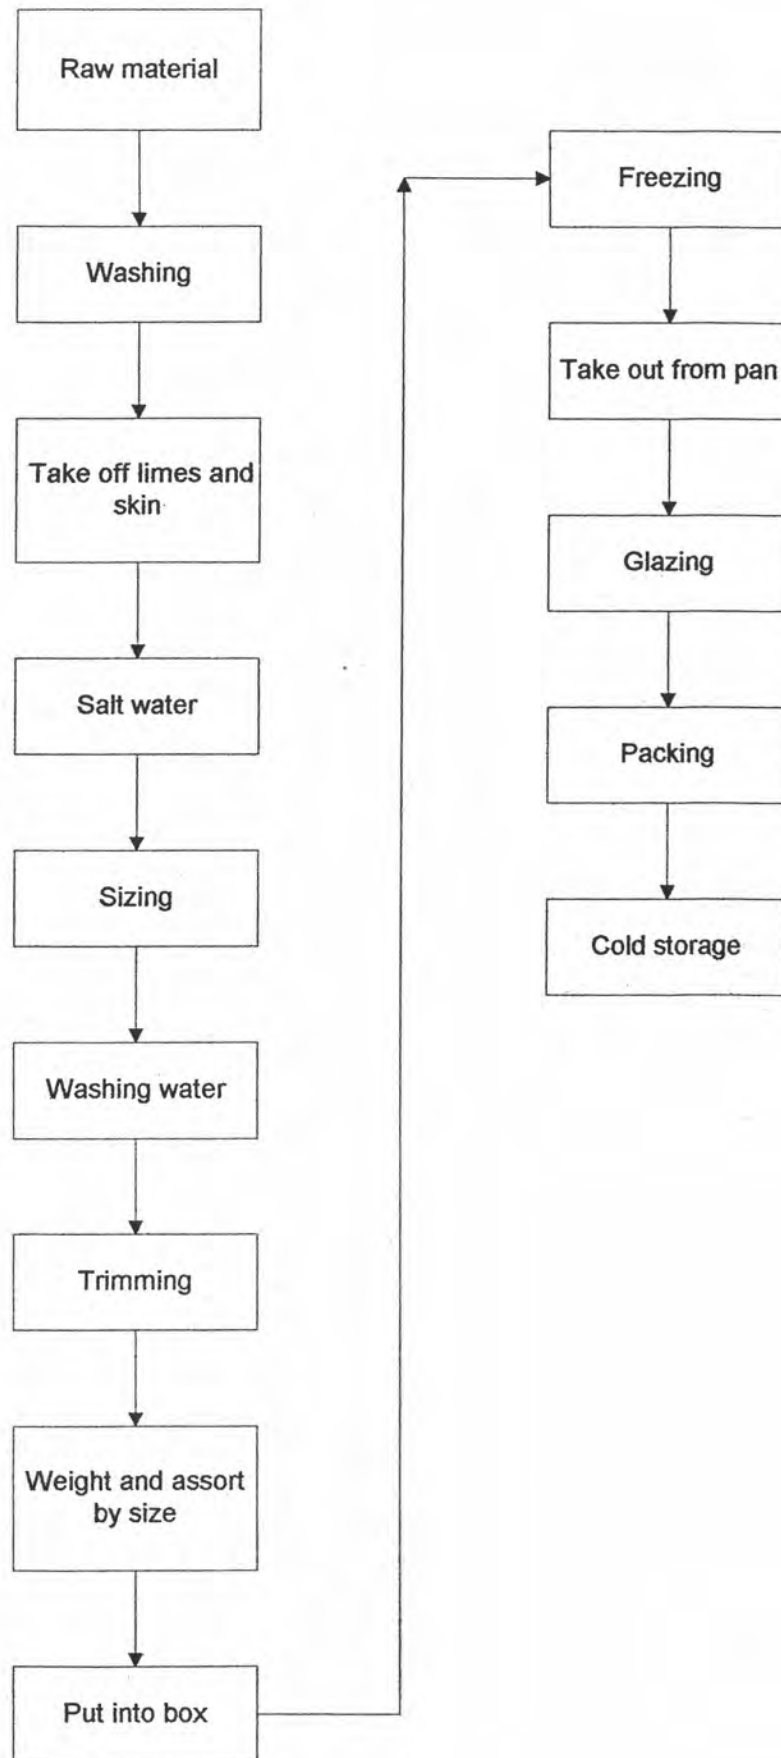 Raw material
Washing
Take off limes and
skin
Salt water
Sizing
Washing water
Trimming
Weight and assort
by size
Put into box
Freezing
Take out from pan
Glazing
Packing
Cold storage